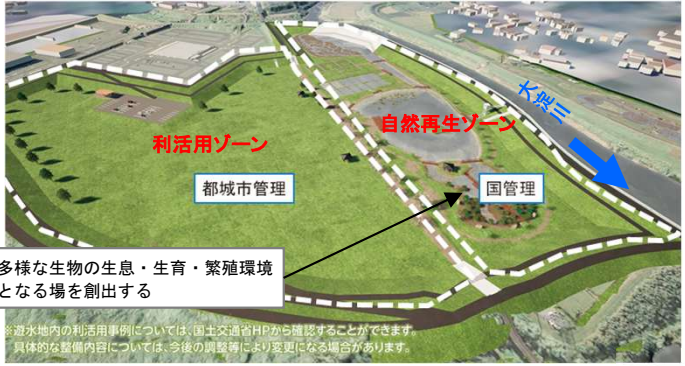 大淀川
自然再生ゾーン
利活用ゾーン
都城市管理
国管理
多様な生物の生息・生育・繁殖環境
となる場を創出する
※遊水地内の利活用事例については、国土交通省HPから確認することができます。
具体的な整備内容については、今後の調整等により変更になる場合があります。